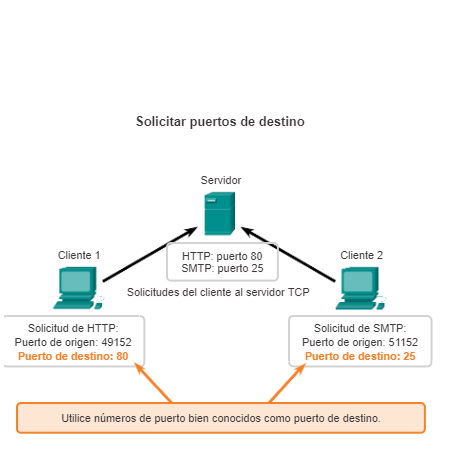 Solicitar puertos de destino
Servidor
Cliente 1
Cliente 2
HTTP: puerto 80
SMTP: puerto 25
Solicitudes del cliente al servidor TCP
Solicitud de HTTP:
Puerto de origen: 49152
Puerto de destino: 80
Solicitud de SMTP:
Puerto de origen: 51152
Puerto de destino: 25
Utilice números de puerto bien conocidos como puerto de destino.